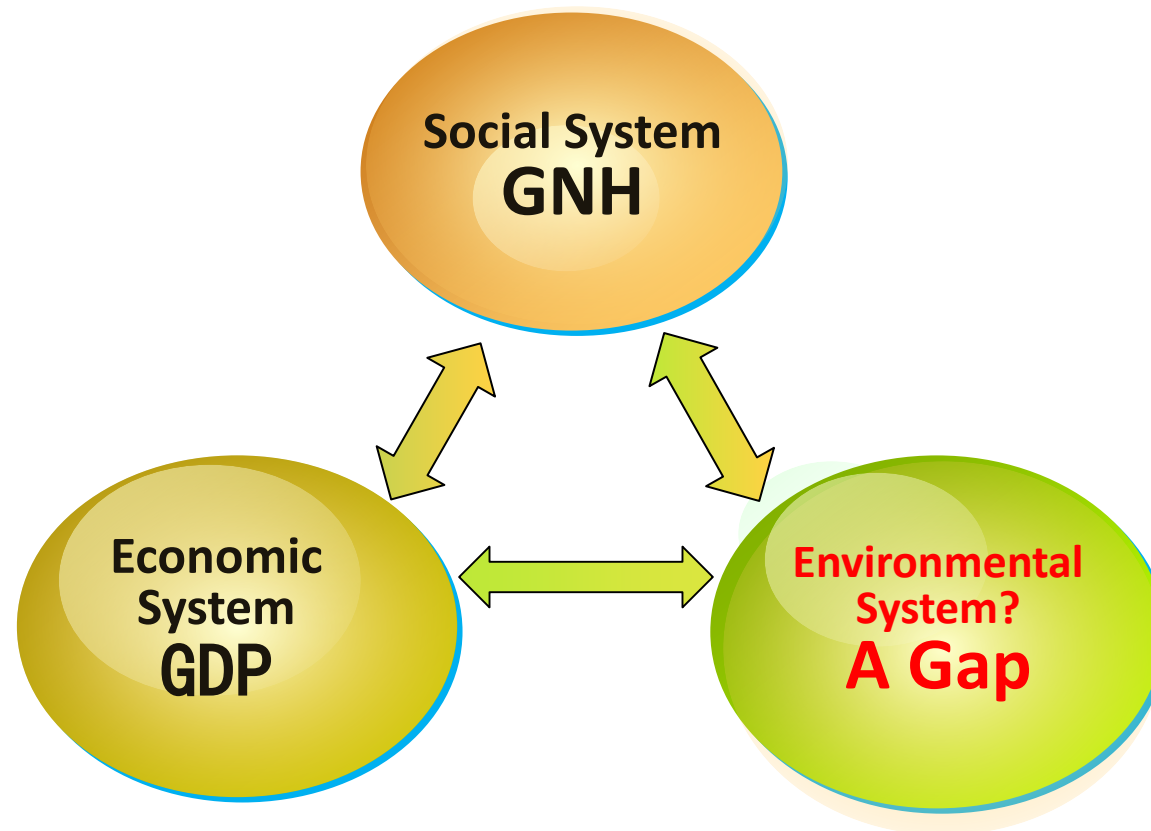 Social System
GNH
Economic
System
GDP
Environmental
System?
A Gap